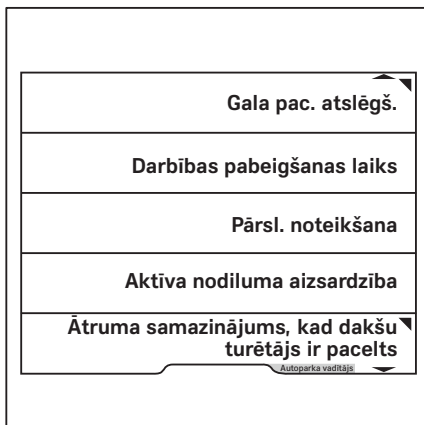 Gala pac. atslēgš.
Darbības pabeigšanas laiks
Pārsl. noteikšana
Aktīva nodiluma aizsardzība
Ātruma samazinājums, kad dakšu
turētājs ir pacelts
Autoparka vadītājs